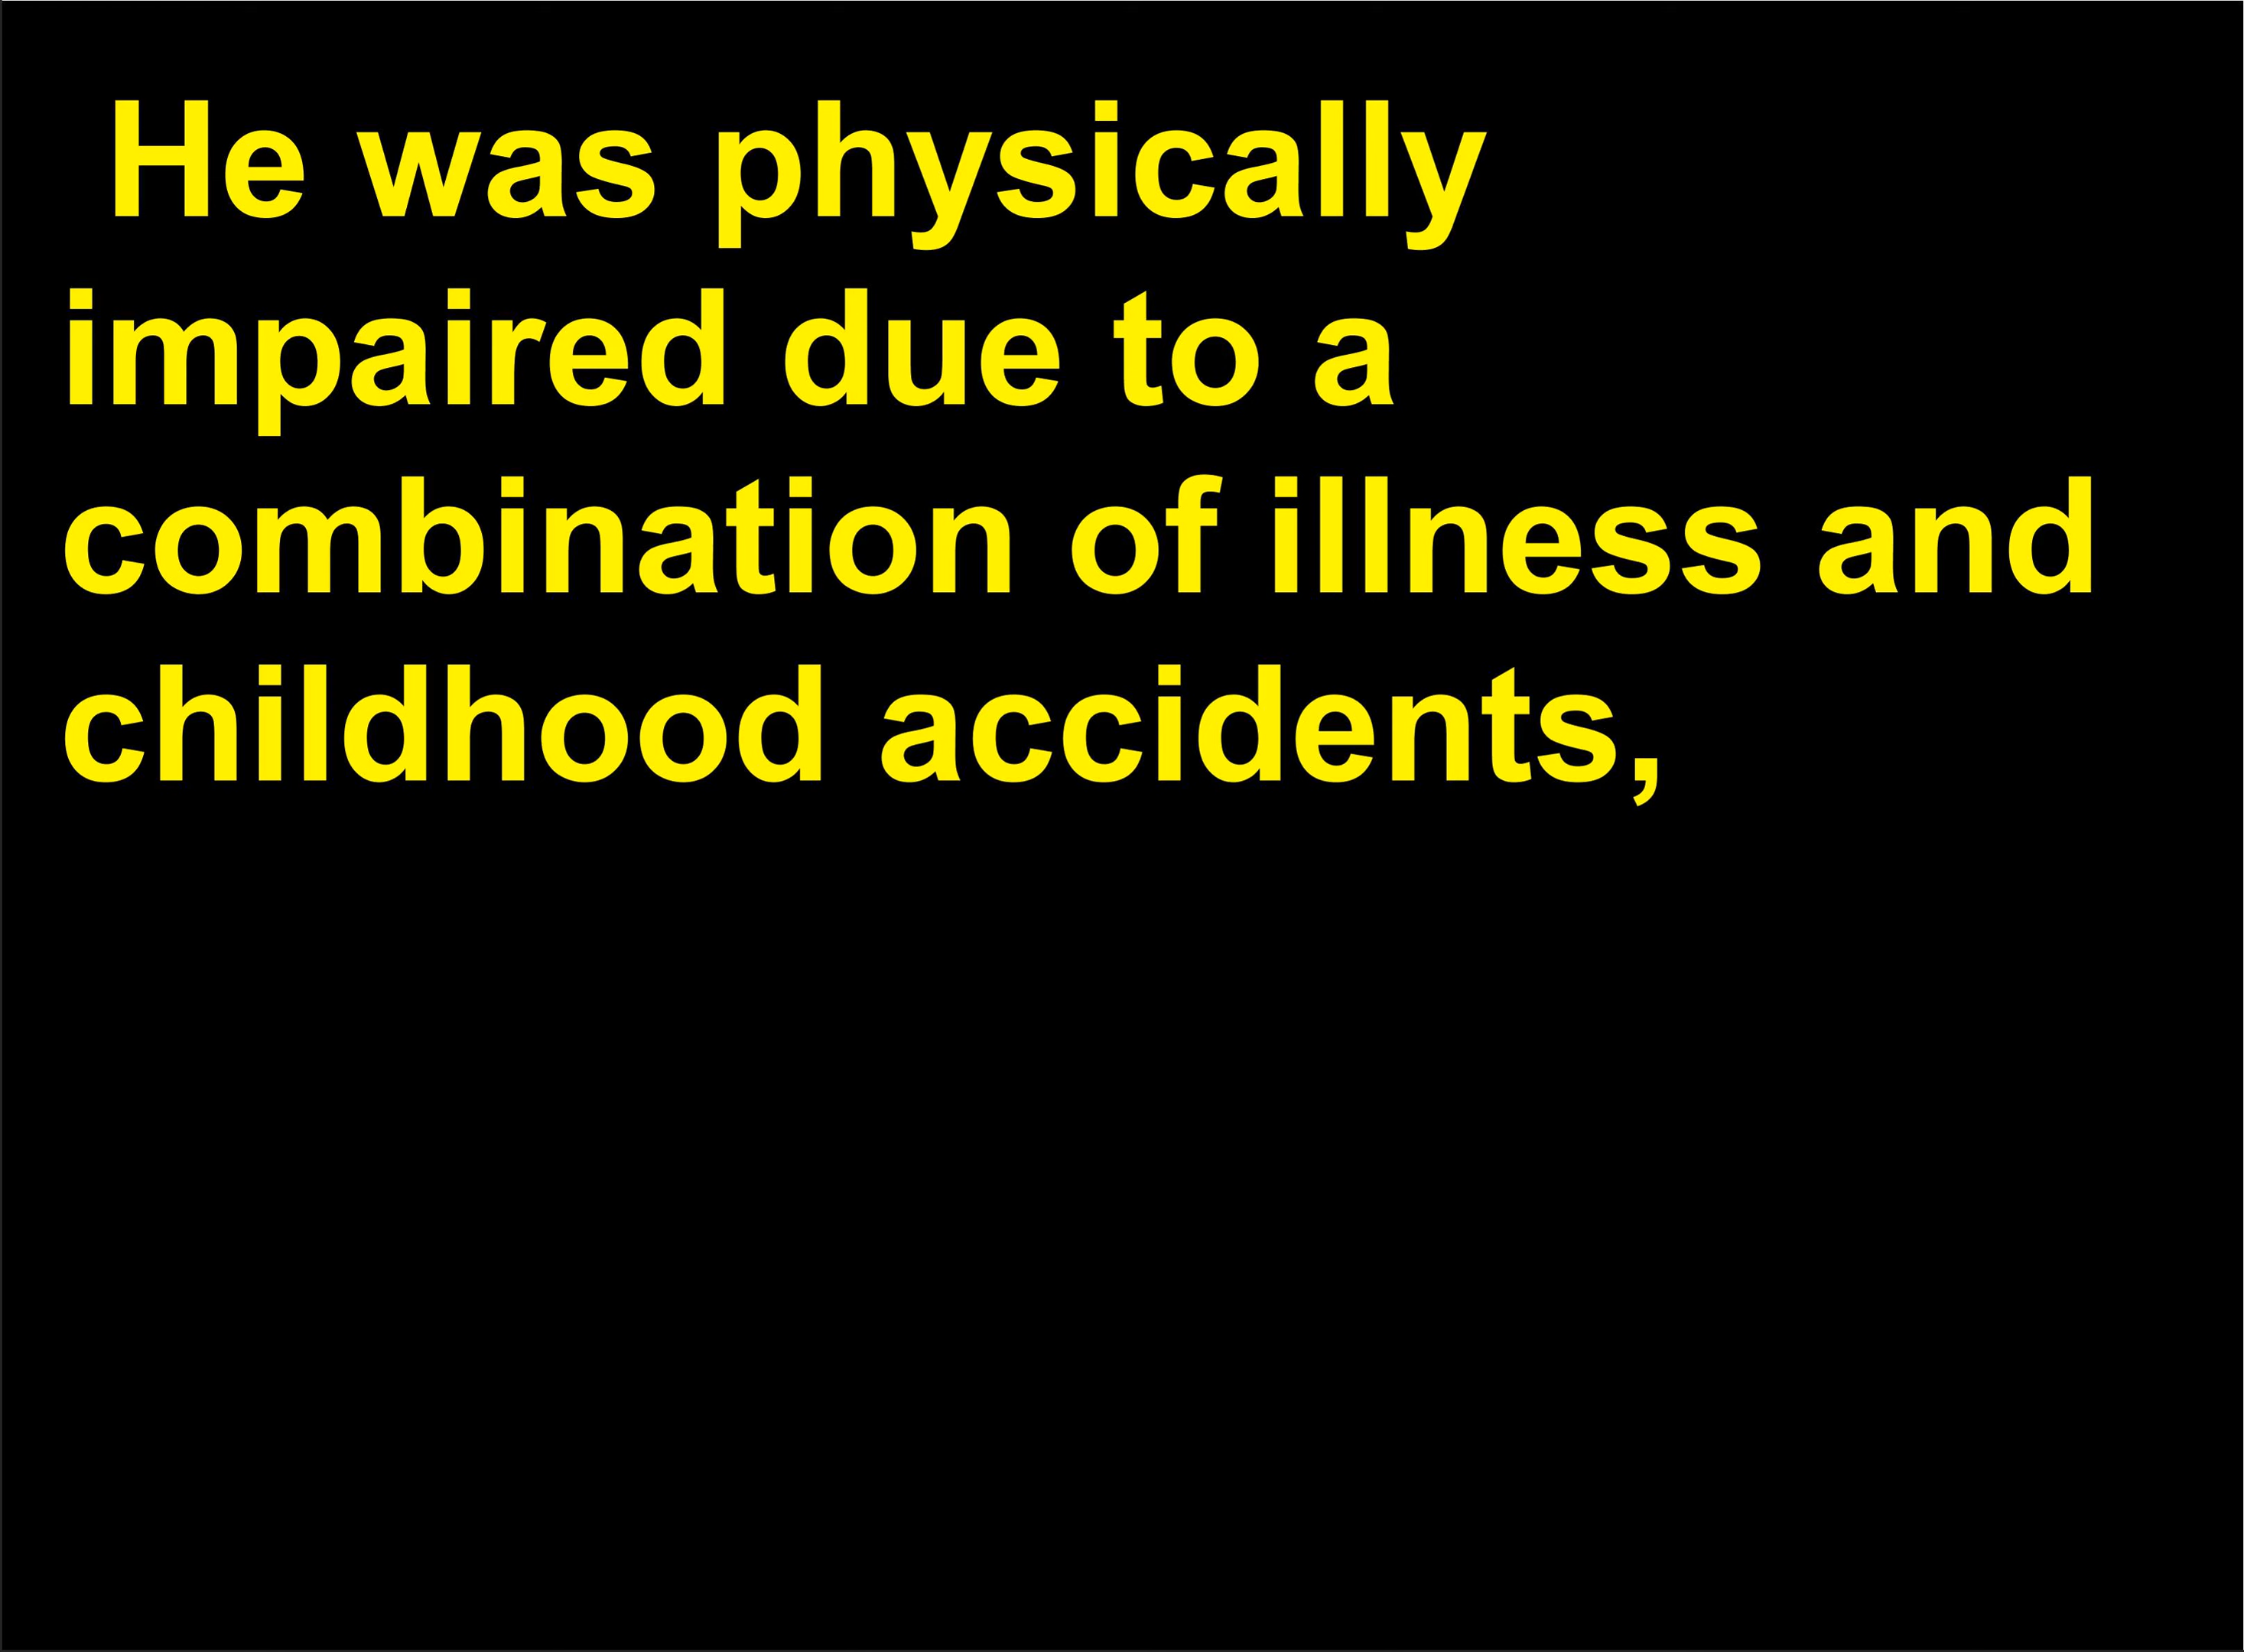 He was physically
impaired due to a
combination of illness and
childhood accidents,